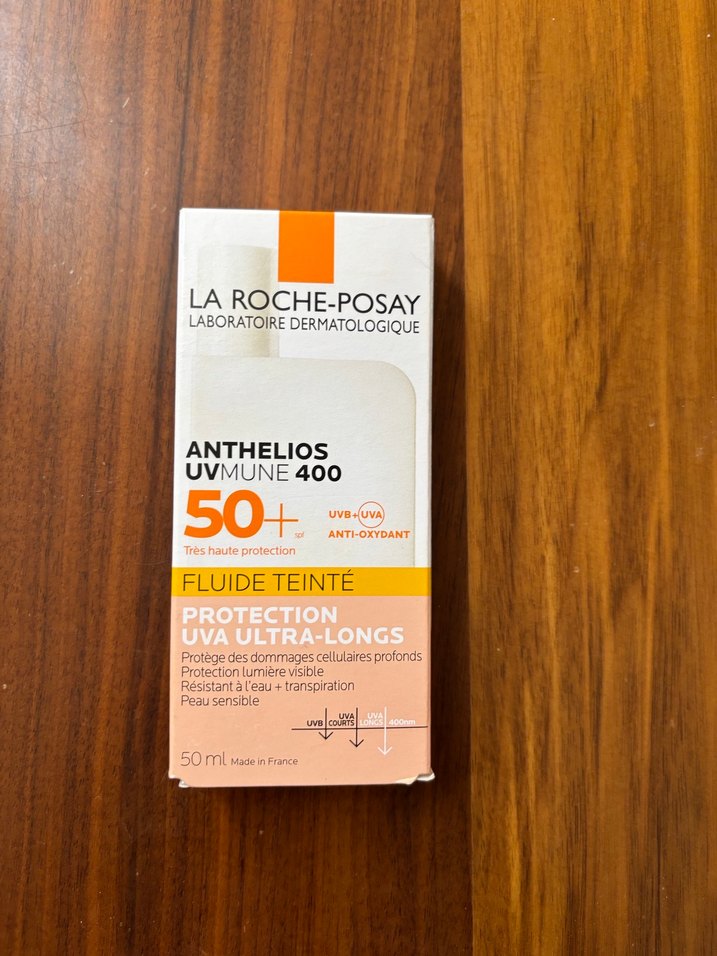 LA ROCHE-POSAY
LABORATOIRE DERMATOLOGIQUE
ANTHELIOS
UVMUNE 400
50+
spf
UVB+UVA
ANTI-OXYDANT
Très haute protection
FLUIDE TEINTÉ
PROTECTION
UVA ULTRA-LONGS
Protège des dommages cellulaires profonds
Protection lumière visible
Résistant à l'eau + transpiration
Peau sensible
UVB
UVA
COURTS
UVA
LONGS
400nm
50 ml Made in France